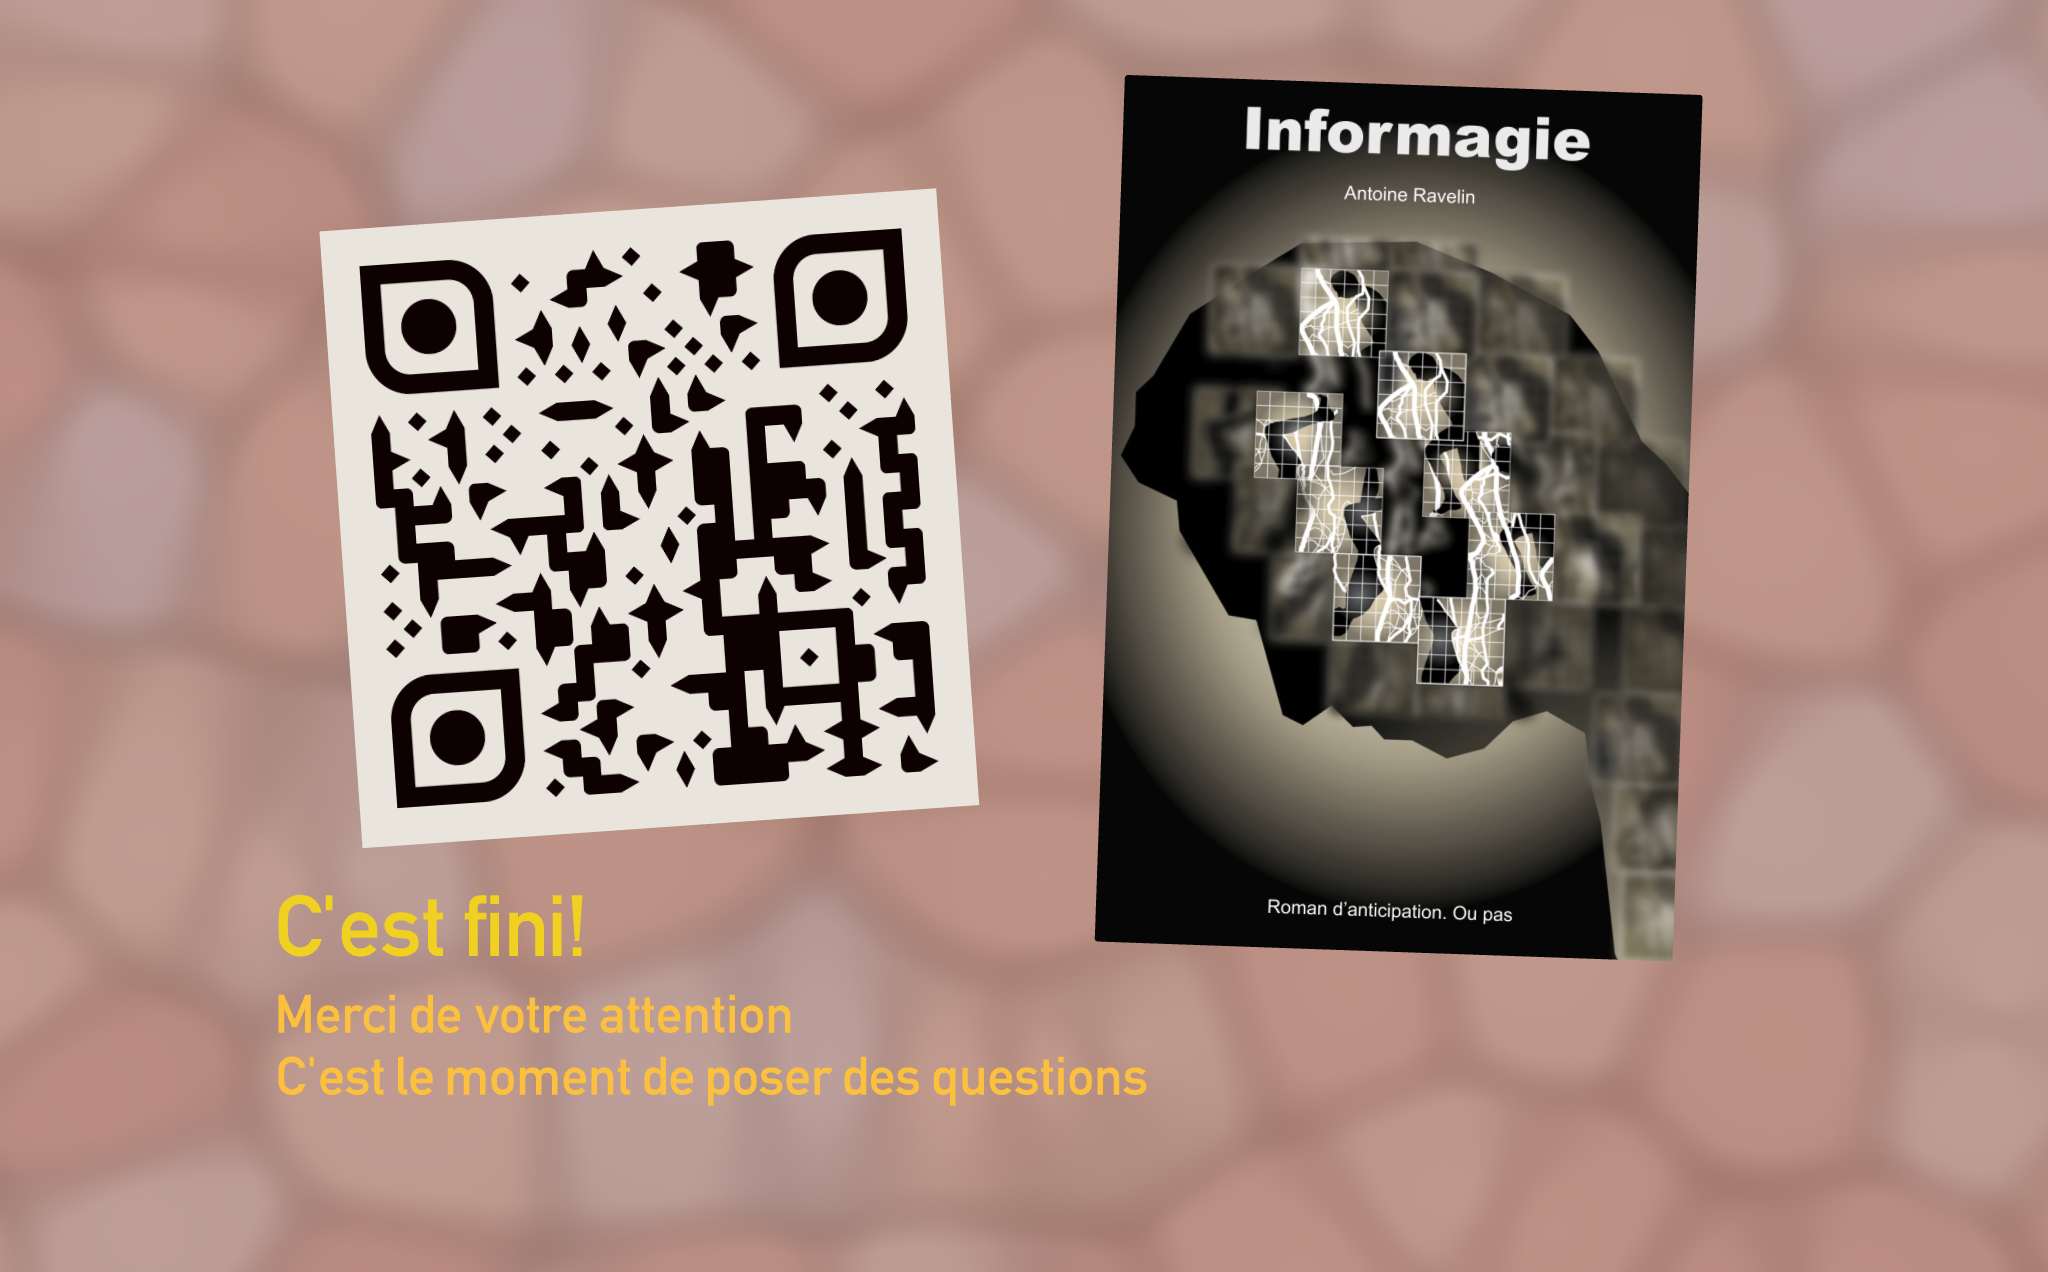 Informagie
Antoine Ravelin
Roman d’anticipation. Ou pas
C'est fini!
Merci de votre attention
C'est le moment de poser des questions